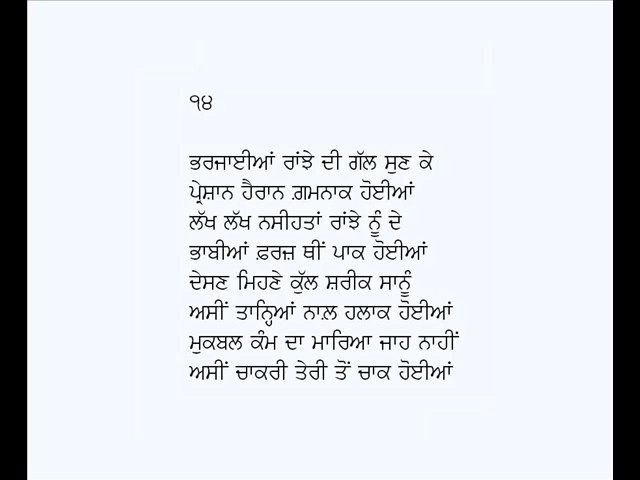 ੧੪
ਭਰਜਾਈਆਂ ਰਾਂਝੇ ਦੀ ਗੱਲ ਸੁਣ ਕੇ
ਪ੍ਰੇਸ਼ਾਨ ਹੈਰਾਨ ਗ਼ਮਨਾਕ ਹੋਈਆਂ
ਲੱਖ ਲੱਖ ਨਸੀਹਤਾਂ ਰਾਂਝੇ ਨੂੰ ਦੇ
ਭਾਬੀਆਂ ਫ਼ਰਜ਼ ਥੀਂ ਪਾਕ ਹੋਈਆਂ
ਦੇਸਣ ਮਿਹਣੇ ਕੁੱਲ ਸ਼ਰੀਕ ਸਾਨੂੰ
ਅਸੀਂ ਤਾਨ੍ਹਿਆਂ ਨਾਲ਼ ਹਲਾਕ ਹੋਈਆਂ
ਮੁਕਬਲ ਕੰਮ ਦਾ ਮਾਰਿਆ ਜਾਹ ਨਾਹੀਂ
ਅਸੀਂ ਚਾਕਰੀ ਤੇਰੀ ਤੋਂ ਚਾਕ ਹੋਈਆਂ